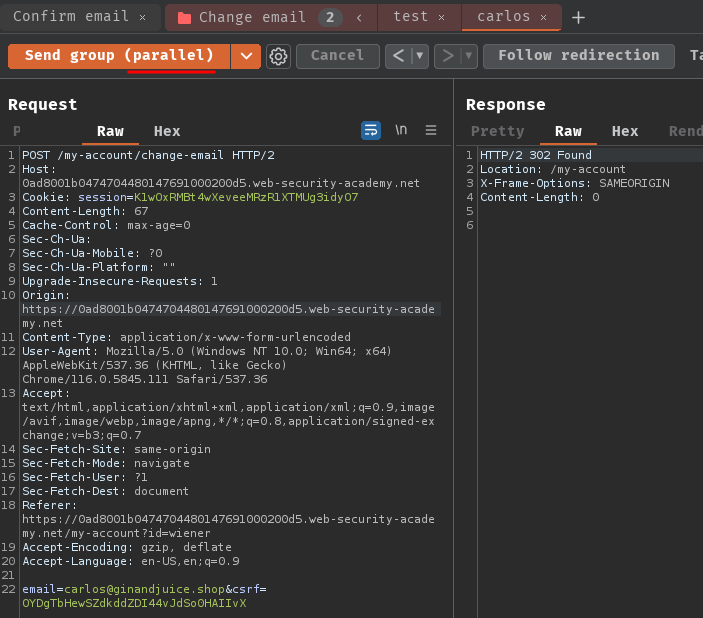 Confirm email × Change email 2 < test × carlos × +
Send group (parallel) Cancel < > Follow redirection Ta
Request
P Raw Hex \n
1 POST /my-account/change-email HTTP/2
2 Host:
0ad8001b0474704480147691000200d5.web-security-academy.net
3 Cookie: session=K1wOxRMBt4wXeveeMRzR1XTMUg3idyO7
4 Content-Length: 67
5 Cache-Control: max-age=0
6 Sec-Ch-Ua:
7 Sec-Ch-Ua-Mobile: ?0
8 Sec-Ch-Ua-Platform: ""
9 Upgrade-Insecure-Requests: 1
10 Origin:
https://0ad8001b0474704480147691000200d5.web-security-acade
my.net
11 Content-Type: application/x-www-form-urlencoded
12 User-Agent: Mozilla/5.0 (Windows NT 10.0; Win64; x64)
AppleWebKit/537.36 (KHTML, like Gecko)
Chrome/116.0.5845.111 Safari/537.36
13 Accept:
text/html,application/xhtml+xml,application/xml;q=0.9,image
/avif,image/webp,image/apng,*/*;q=0.8,application/signed-ex
change;v=b3;q=0.7
14 Sec-Fetch-Site: same-origin
15 Sec-Fetch-Mode: navigate
16 Sec-Fetch-User: ?1
17 Sec-Fetch-Dest: document
18 Referer:
https://0ad8001b0474704480147691000200d5.web-security-acade
my.net/my-account?id=wiener
19 Accept-Encoding: gzip, deflate
20 Accept-Language: en-US,en;q=0.9
21
22 email=carlos@ginandjuice.shop&csrf=
OYDgTbHewSZdkddZDI44vJdSoOHAIIvX
Response
Pretty Raw Hex Rend
1 HTTP/2 302 Found
2 Location: /my-account
3 X-Frame-Options: SAMEORIGIN
4 Content-Length: 0
5
6